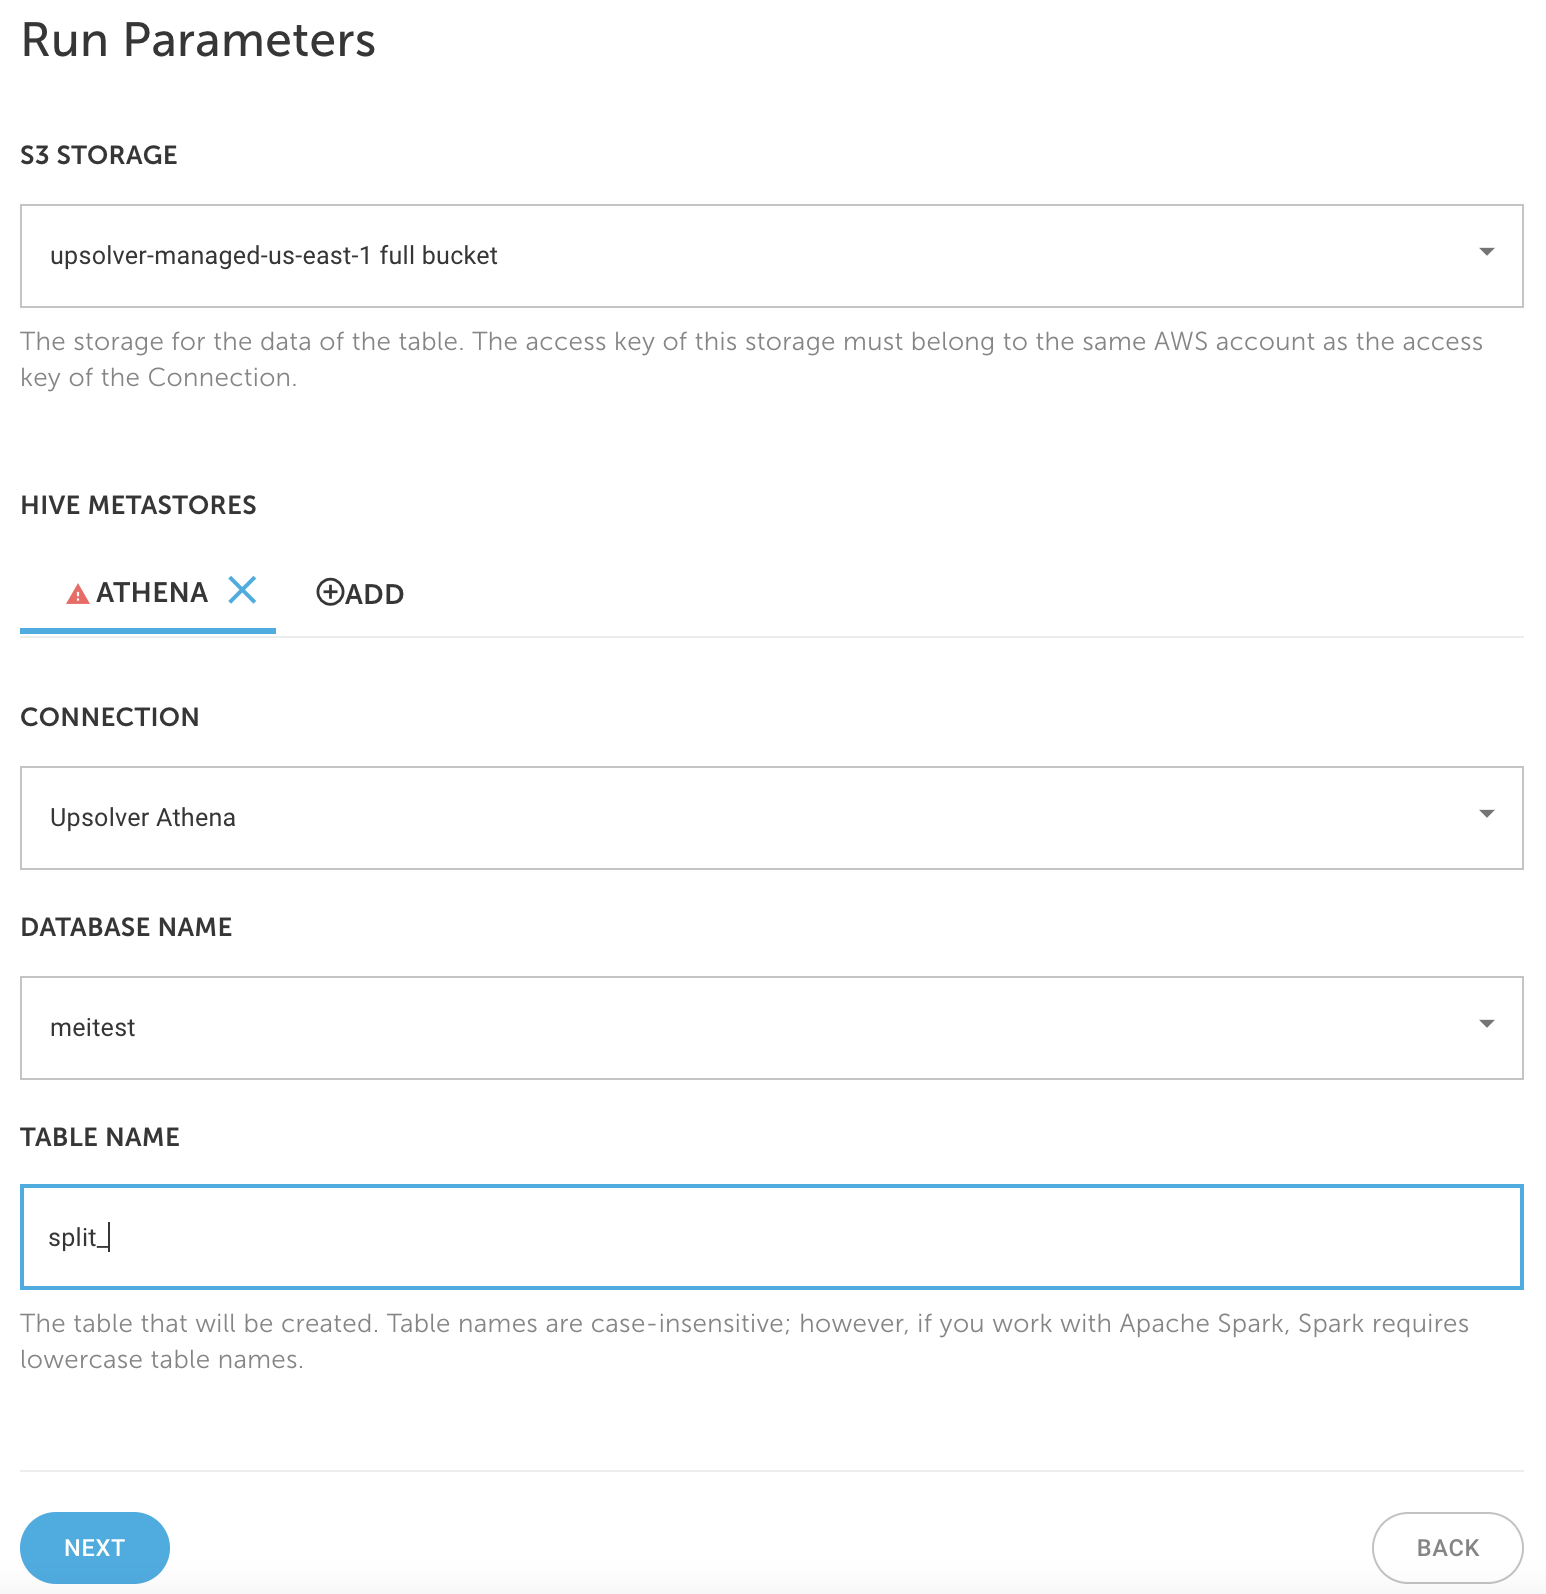 Run Parameters
S3 STORAGE
upsolver-managed-us-east-1 full bucket
The storage for the data of the table. The access key of this storage must belong to the same AWS account as the access
key of the Connection.
HIVE METASTORES
ATHENA
ADD
CONNECTION
Upsolver Athena
DATABASE NAME
meitest
TABLE NAME
split_
The table that will be created. Table names are case-insensitive; however, if you work with Apache Spark, Spark requires
lowercase table names.
NEXT
BACK